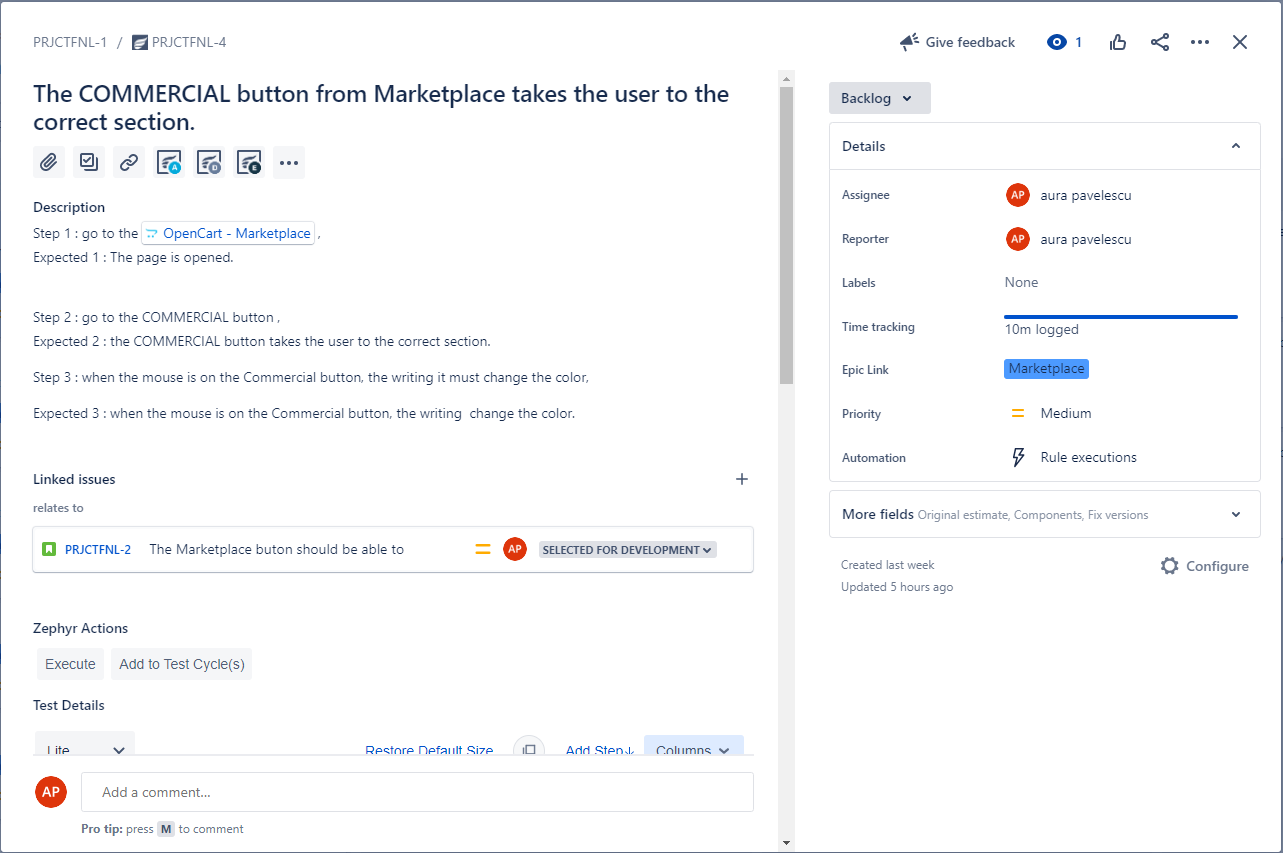 PRJCTFNL-1 / PRJCTFNL-4
Give feedback 1
The COMMERCIAL button from Marketplace takes the user to the
correct section.
A D E
Description
Step 1 : go to the OpenCart - Marketplace ,
Expected 1 : The page is opened.
Step 2 : go to the COMMERCIAL button ,
Expected 2 : the COMMERCIAL button takes the user to the correct section.
Step 3 : when the mouse is on the Commercial button, the writing it must change the color,
Expected 3 : when the mouse is on the Commercial button, the writing  change the color.
Linked issues
relates to
PRJCTFNL-2 The Marketplace buton should be able to AP SELECTED FOR DEVELOPMENT
Zephyr Actions
Execute Add to Test Cycle(s)
Test Details
Lite Restore Default Size Add Step Columns
AP Add a comment...
Pro tip: press M to comment
Backlog
Details
Assignee AP aura pavelescu
Reporter AP aura pavelescu
Labels None
Time tracking 10m logged
Epic Link Marketplace
Priority Medium
Automation Rule executions
More fields Original estimate, Components, Fix versions
Created last week
Configure
Updated 5 hours ago